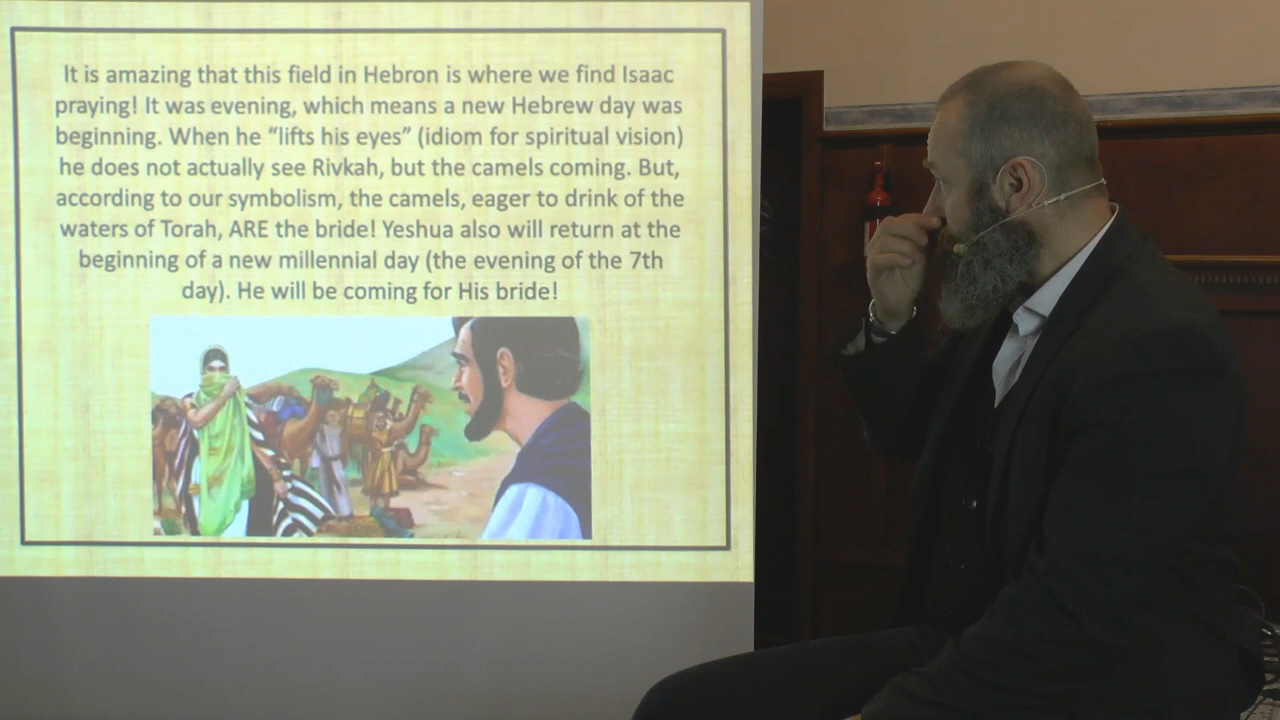 It is amazing that this field in Hebron is where we find Isaac
praying! It was evening, which means a new Hebrew day was
beginning. When he “lifts his eyes” (idiom for spiritual vision)
he does not actually see Rivkah, but the camels coming. But,
according to our symbolism, the camels, eager to drink of the
waters of Torah, ARE the bride! Yeshua also will return at the
beginning of a new millennial day (the evening of the 7th
day). He will be coming for His bride!